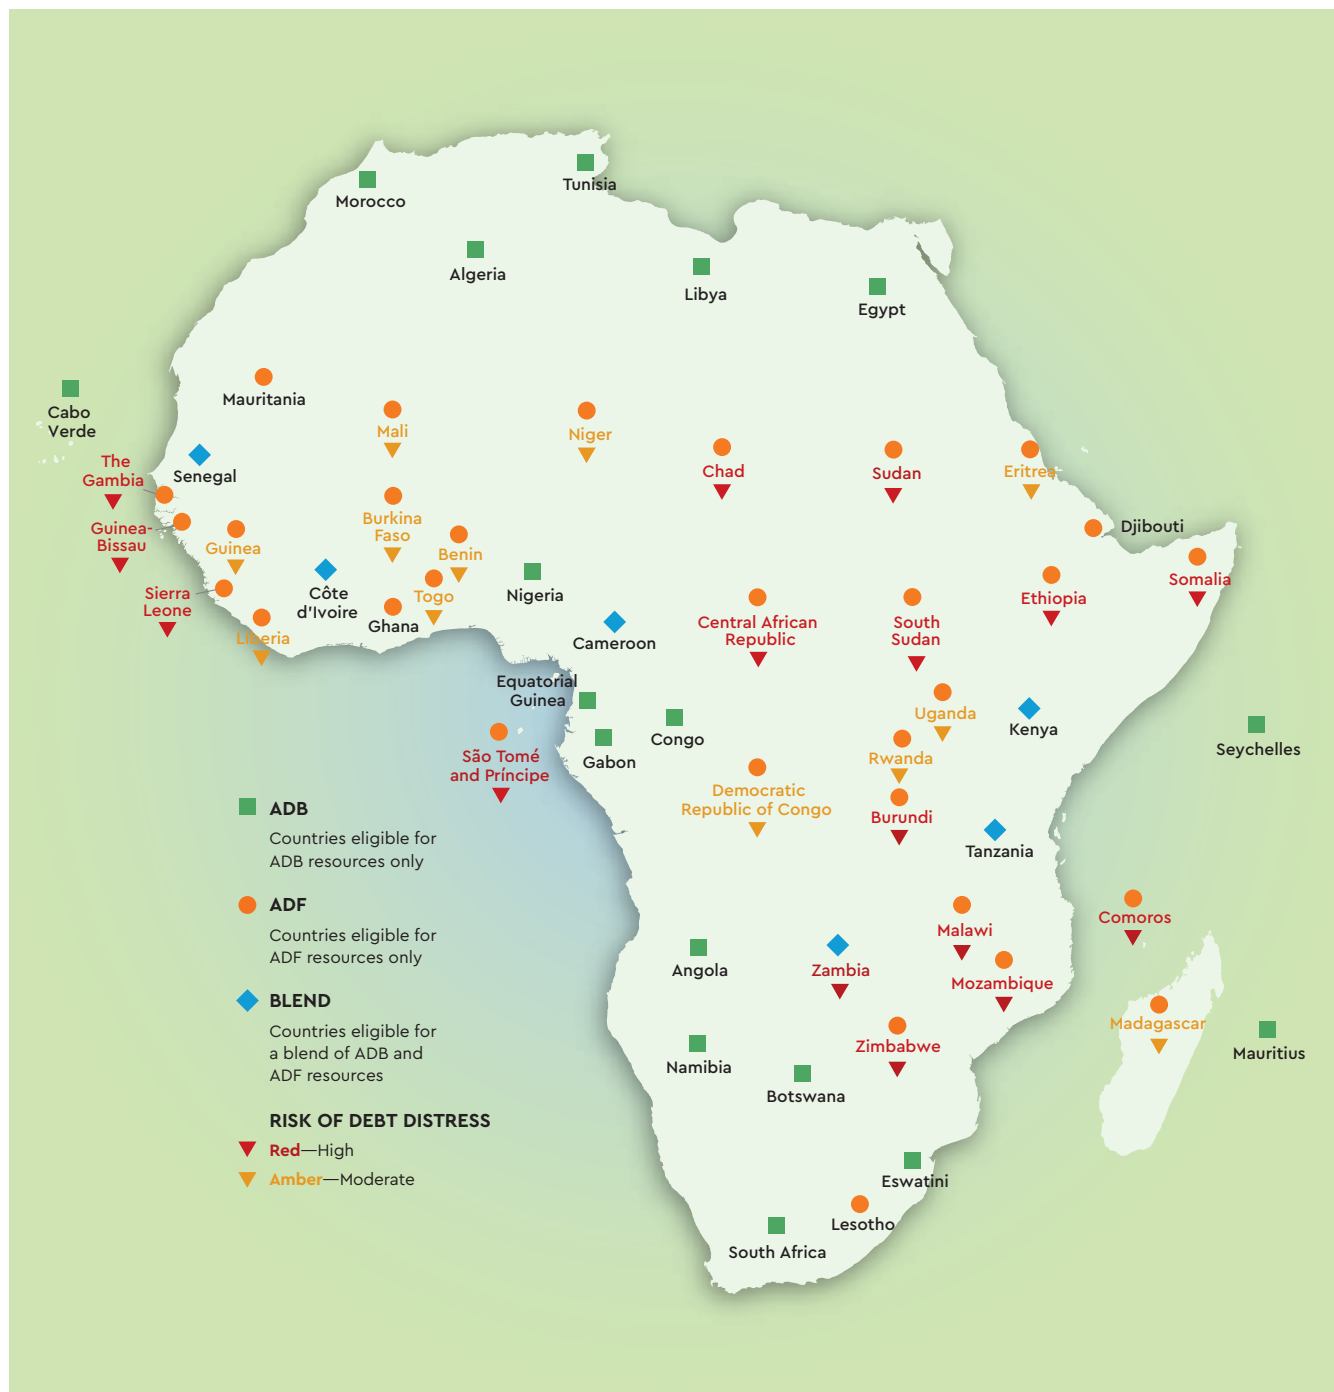 Tunisia
Morocco
Algeria
Libya
Egypt
Mauritania
Cabo
Verde
Mali
Niger
The
Gambia
Senegal
Chad
Sudan
Eritrea
Guinea-
Bissau
Guinea
Burkina
Faso
Benin
Djibouti
Somalia
Sierra
Leone
Liberia
Côte
d'Ivoire
Ghana
Togo
Nigeria
Cameroon
Central African
Republic
South
Sudan
Ethiopia
Equatorial
Guinea
São Tomé
and Príncipe
Gabon
Congo
Uganda
Kenya
Rwanda
Democratic
Republic of Congo
Burundi
Tanzania
Seychelles
Angola
Zambia
Malawi
Mozambique
Comoros
Madagascar
Mauritius
Zimbabwe
Namibia
Botswana
Eswatini
Lesotho
South Africa
ADB
Countries eligible for
ADB resources only
ADF
Countries eligible for
ADF resources only
BLEND
Countries eligible for
a blend of ADB and
ADF resources
RISK OF DEBT DISTRESS
Red—High
Amber—Moderate